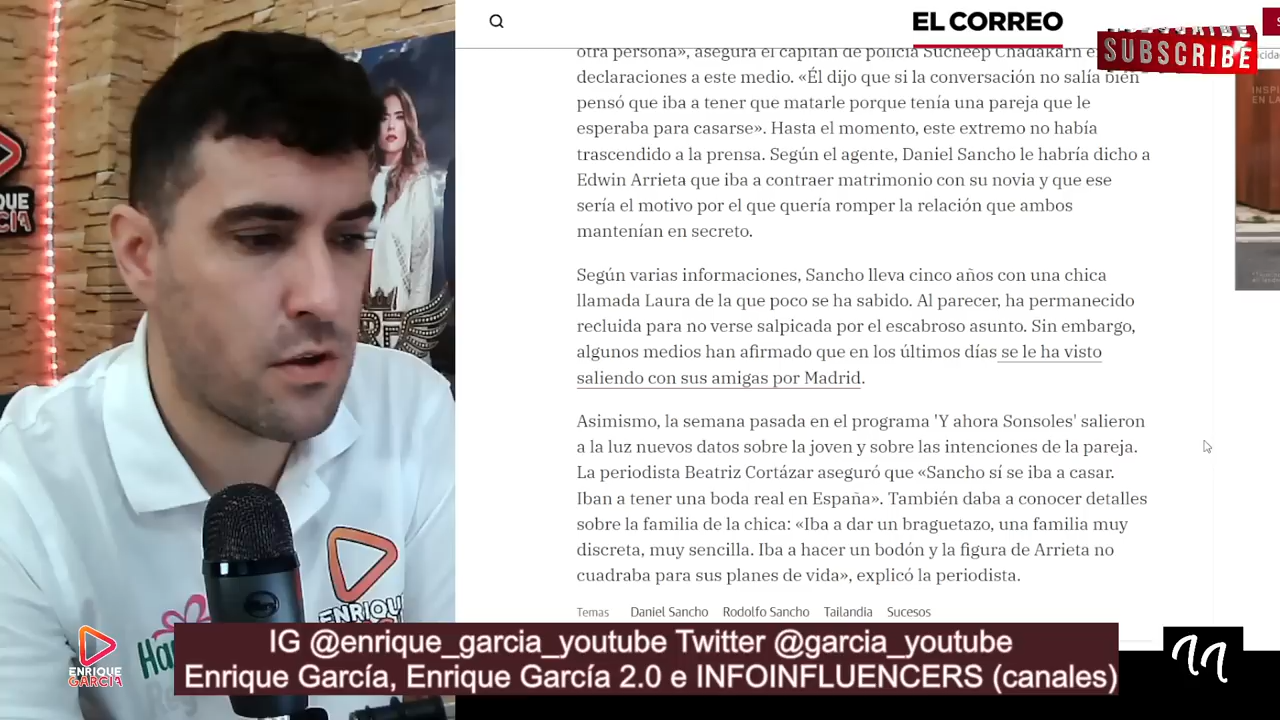 EL CORREO
SUBSCRIBE
otra persona», asegura el capitán de policía Sucheep Chadakarn
declaraciones a este medio. «Él dijo que si la conversación no salía bien
pensó que iba a tener que matarle porque tenía una pareja que le
esperaba para casarse». Hasta el momento, este extremo no había
trascendido a la prensa. Según el agente, Daniel Sancho le habría dicho a
Edwin Arrieta que iba a contraer matrimonio con su novia y que ese
sería el motivo por el que quería romper la relación que ambos
mantenían en secreto.
Según varias informaciones, Sancho lleva cinco años con una chica
llamada Laura de la que poco se ha sabido. Al parecer, ha permanecido
recluida para no verse salpicada por el escabroso asunto. Sin embargo,
algunos medios han afirmado que en los últimos días se le ha visto
saliendo con sus amigas por Madrid.
Asimismo, la semana pasada en el programa 'Y ahora Sonsoles' salieron
a la luz nuevos datos sobre la joven y sobre las intenciones de la pareja.
La periodista Beatriz Cortázar aseguró que «Sancho sí se iba a casar.
Iban a tener una boda real en España». También daba a conocer detalles
sobre la familia de la chica: «Iba a dar un braguetazo, una familia muy
discreta, muy sencilla. Iba a hacer un bodón y la figura de Arrieta no
cuadraba para sus planes de vida», explicó la periodista.
Temas Daniel Sancho Rodolfo Sancho Tailandia Sucesos
IG @enrique_garcia_youtube Twitter @garcia_youtube
Enrique García, Enrique García 2.0 e INFOINFLUENCERS (canales)
ENRIQUE
GARCIA